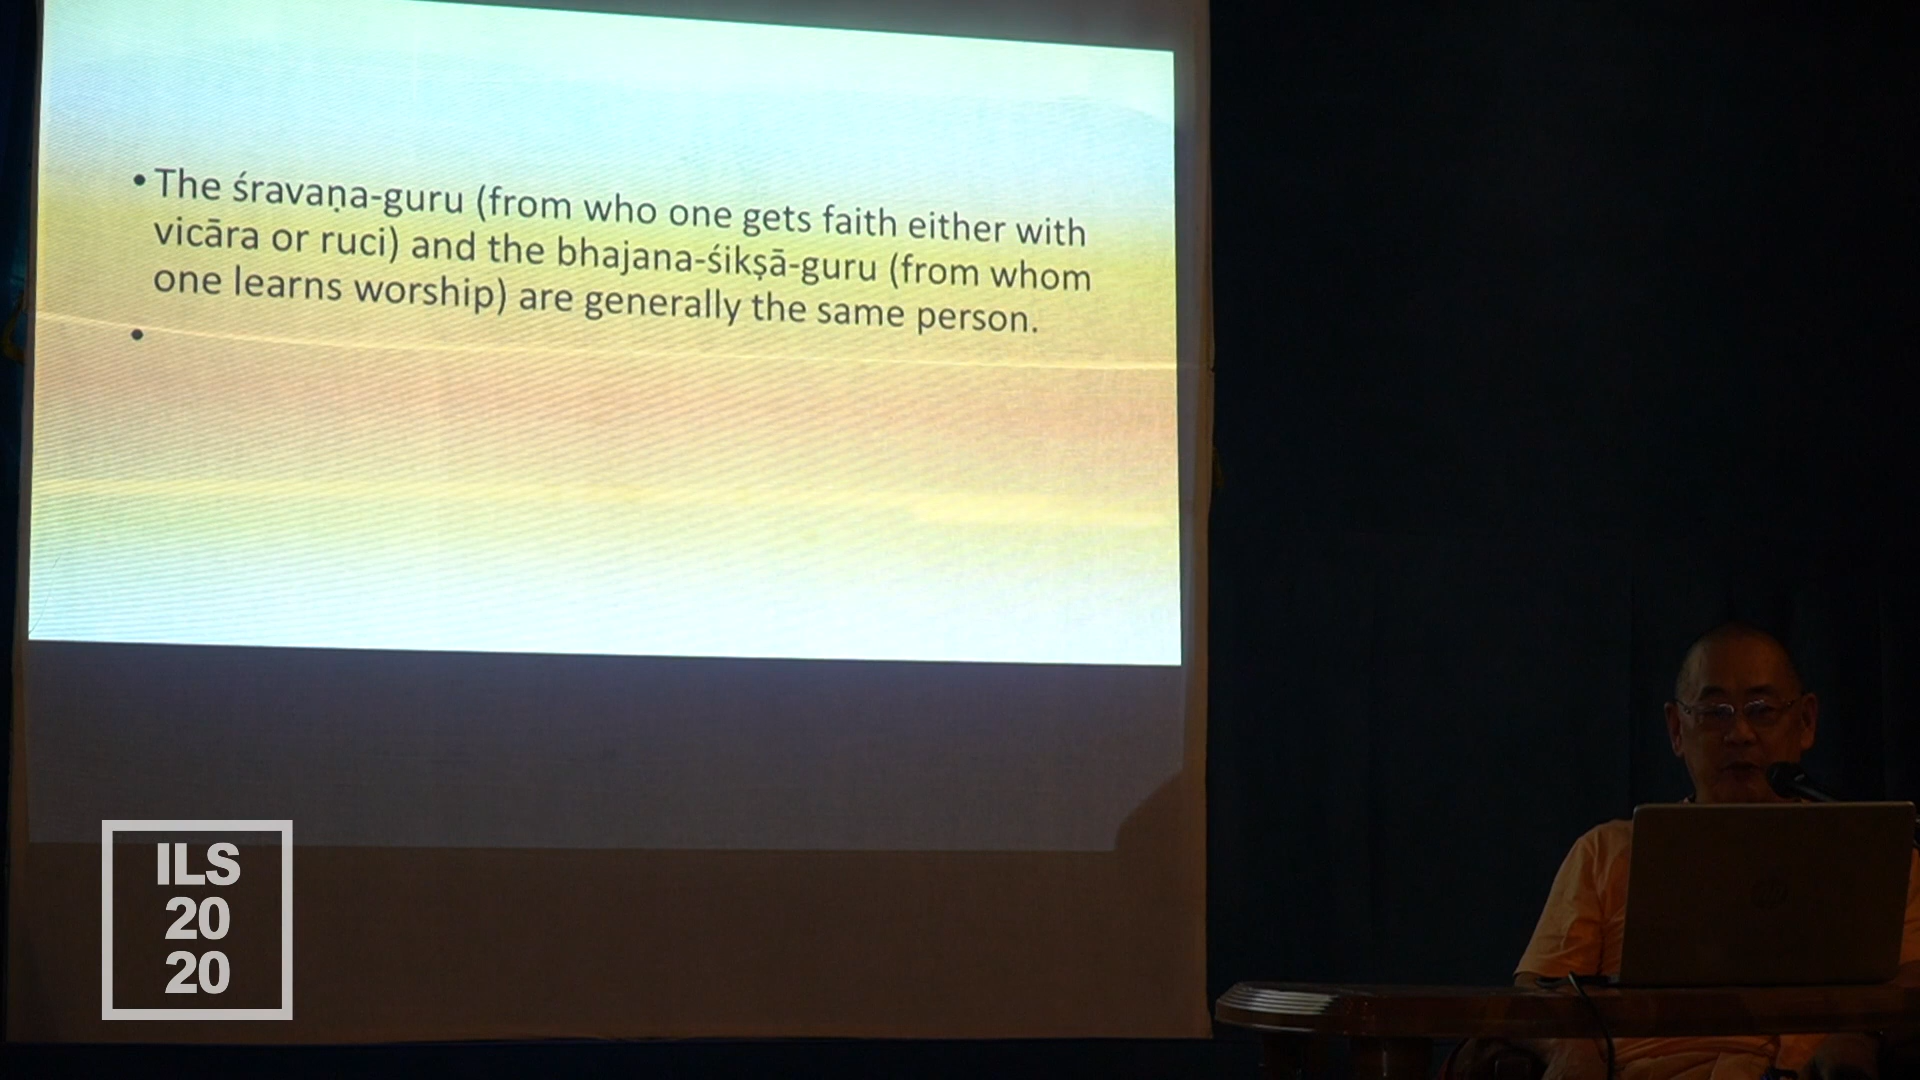 • The śravaṇa-guru (from who one gets faith either with
vicāra or ruci) and the bhajana-śikṣā-guru (from whom
one learns worship) are generally the same person.
•
ILS
20
20